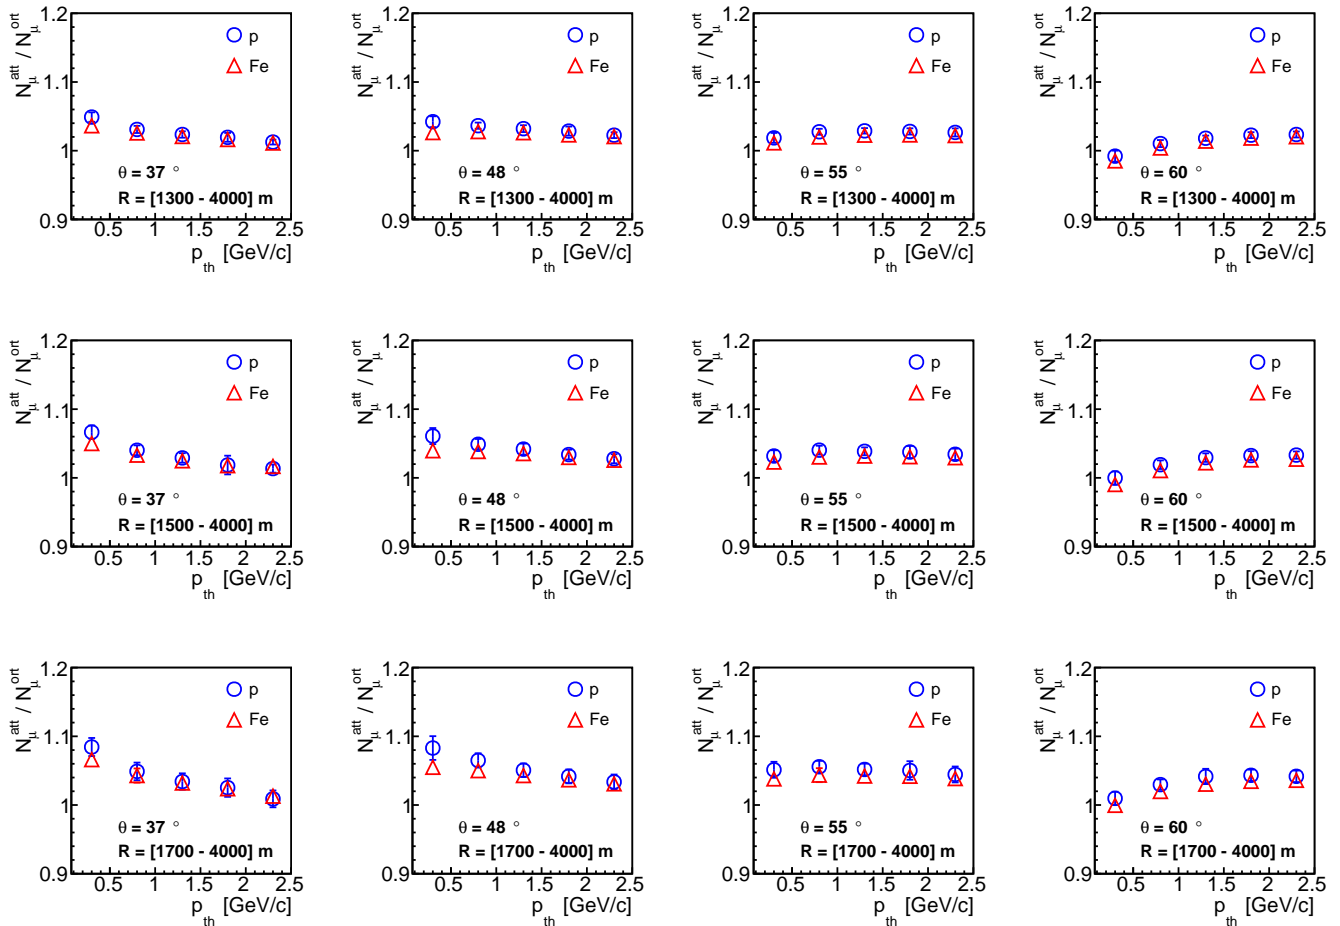 1.2 1.2 1.2 1.2
N_μ^att / N_μ^ort N_μ^att / N_μ^ort N_μ^att / N_μ^ort N_μ^att / N_μ^ort
p p p p
Fe Fe Fe Fe
1.1 1.1 1.1 1.1
1 1 1 1
θ = 37 ° θ = 48 ° θ = 55 ° θ = 60 °
R = [1300 - 4000] m R = [1300 - 4000] m R = [1300 - 4000] m R = [1300 - 4000] m
0.9 0.9 0.9 0.9
0.5 1 1.5 2 2.5 0.5 1 1.5 2 2.5 0.5 1 1.5 2 2.5 0.5 1 1.5 2 2.5
p_th [GeV/c] p_th [GeV/c] p_th [GeV/c] p_th [GeV/c]
1.2 1.2 1.2 1.2
N_μ^att / N_μ^ort N_μ^att / N_μ^ort N_μ^att / N_μ^ort N_μ^att / N_μ^ort
p p p p
Fe Fe Fe Fe
1.1 1.1 1.1 1.1
1 1 1 1
θ = 37 ° θ = 48 ° θ = 55 ° θ = 60 °
R = [1500 - 4000] m R = [1500 - 4000] m R = [1500 - 4000] m R = [1500 - 4000] m
0.9 0.9 0.9 0.9
0.5 1 1.5 2 2.5 0.5 1 1.5 2 2.5 0.5 1 1.5 2 2.5 0.5 1 1.5 2 2.5
p_th [GeV/c] p_th [GeV/c] p_th [GeV/c] p_th [GeV/c]
1.2 1.2 1.2 1.2
N_μ^att / N_μ^ort N_μ^att / N_μ^ort N_μ^att / N_μ^ort N_μ^att / N_μ^ort
p p p p
Fe Fe Fe Fe
1.1 1.1 1.1 1.1
1 1 1 1
θ = 37 ° θ = 48 ° θ = 55 ° θ = 60 °
R = [1700 - 4000] m R = [1700 - 4000] m R = [1700 - 4000] m R = [1700 - 4000] m
0.9 0.9 0.9 0.9
0.5 1 1.5 2 2.5 0.5 1 1.5 2 2.5 0.5 1 1.5 2 2.5 0.5 1 1.5 2 2.5
p_th [GeV/c] p_th [GeV/c] p_th [GeV/c] p_th [GeV/c]